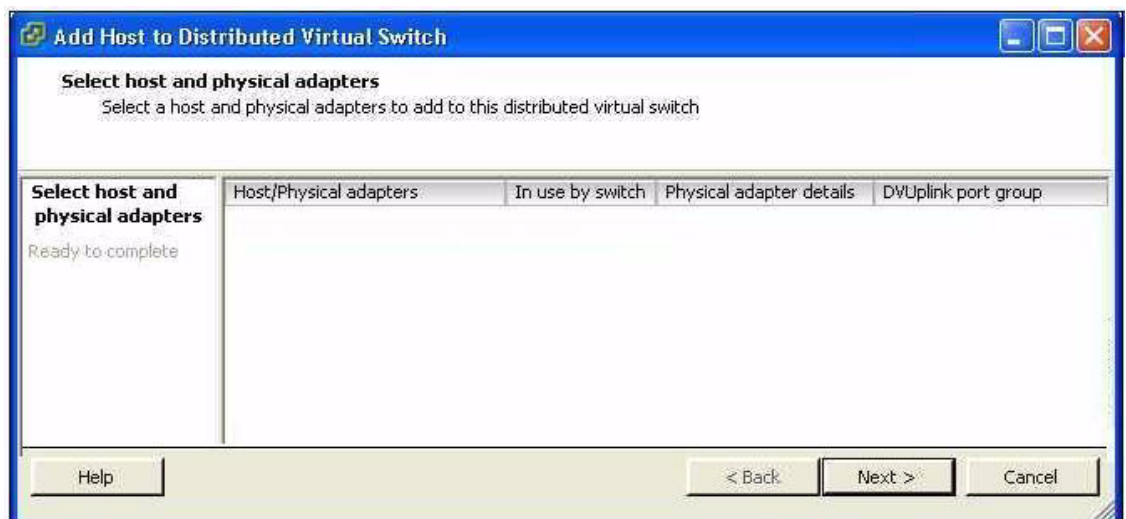 Add Host to Distributed Virtual Switch
Select host and physical adapters
Select a host and physical adapters to add to this distributed virtual switch
Select host and
physical adapters
Ready to complete
Host/Physical adapters In use by switch Physical adapter details DVUplink port group
Help < Back Next > Cancel